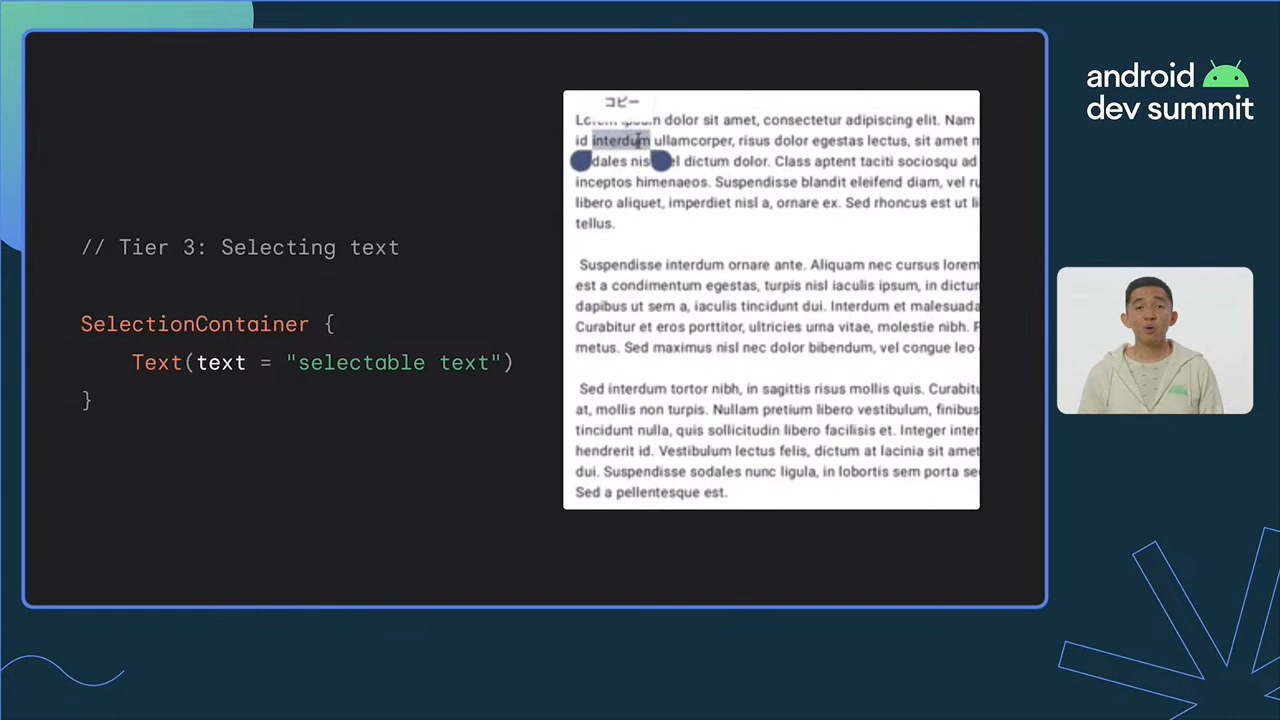 android
dev summit
// Tier 3: Selecting text
SelectionContainer {
Text(text = "selectable text")
}
コピー
dolor sit amet, consectetur adipiscing elit. Nam
id interdum ullamcorper, risus dolor egestas lectus, sit amet
dictum dolor. Class aptent taciti sociosqu ad
inceptos himenaeos. Suspendisse blandit eleifend diam, vel
libero aliquet, imperdiet nisl a, ornare ex. Sed rhoncus est ut
tellus.
Suspendisse interdum ornare ante. Aliquam nec cursus lorem
est a condimentum egestas, turpis nisl iaculis ipsum, in dictum
dapibus ut sem a, iaculis tincidunt dui. Interdum et malesuada
Curabitur et eros porttitor, ultricies urna vitae, molestie nibh.
metus. Sed maximus nisl nec dolor bibendum, vel congue leo
Sed interdum tortor nibh, in sagittis risus mollis quis.
at, mollis non turpis. Nullam pretium libero vestibulum, finibus
tincidunt nulla, quis sollicitudin libero facilisis et. Integer
hendrerit id. Vestibulum lectus felis, dictum at lacinia sit amet
dui. Suspendisse sodales nunc ligula, in lobortis sem porta
Sed a pellentesque est.